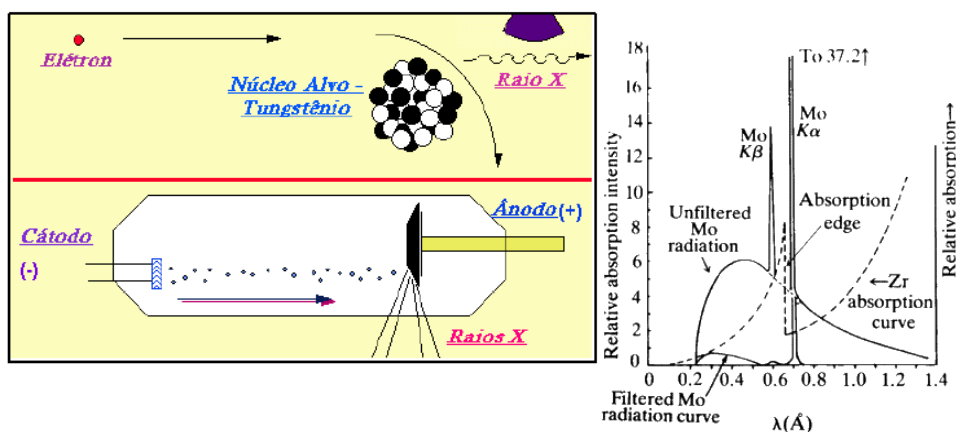 Elétron
Raio X
Núcleo Alvo -
Tungstênio
Ânodo(+)
Cátodo
(-)
Raios X
18
16
14
12
10
8
6
4
2
0
Relative absorption intensity
To 37.2↑
Mo
Kα
Mo
Kβ
Unfiltered
Mo
radiation
Absorption
edge
←Zr
absorption
curve
Relative absorption→
0 0.2 0.4 0.6 0.8 1.0 1.2 1.4
Filtered Mo
radiation curve
λ(Å)